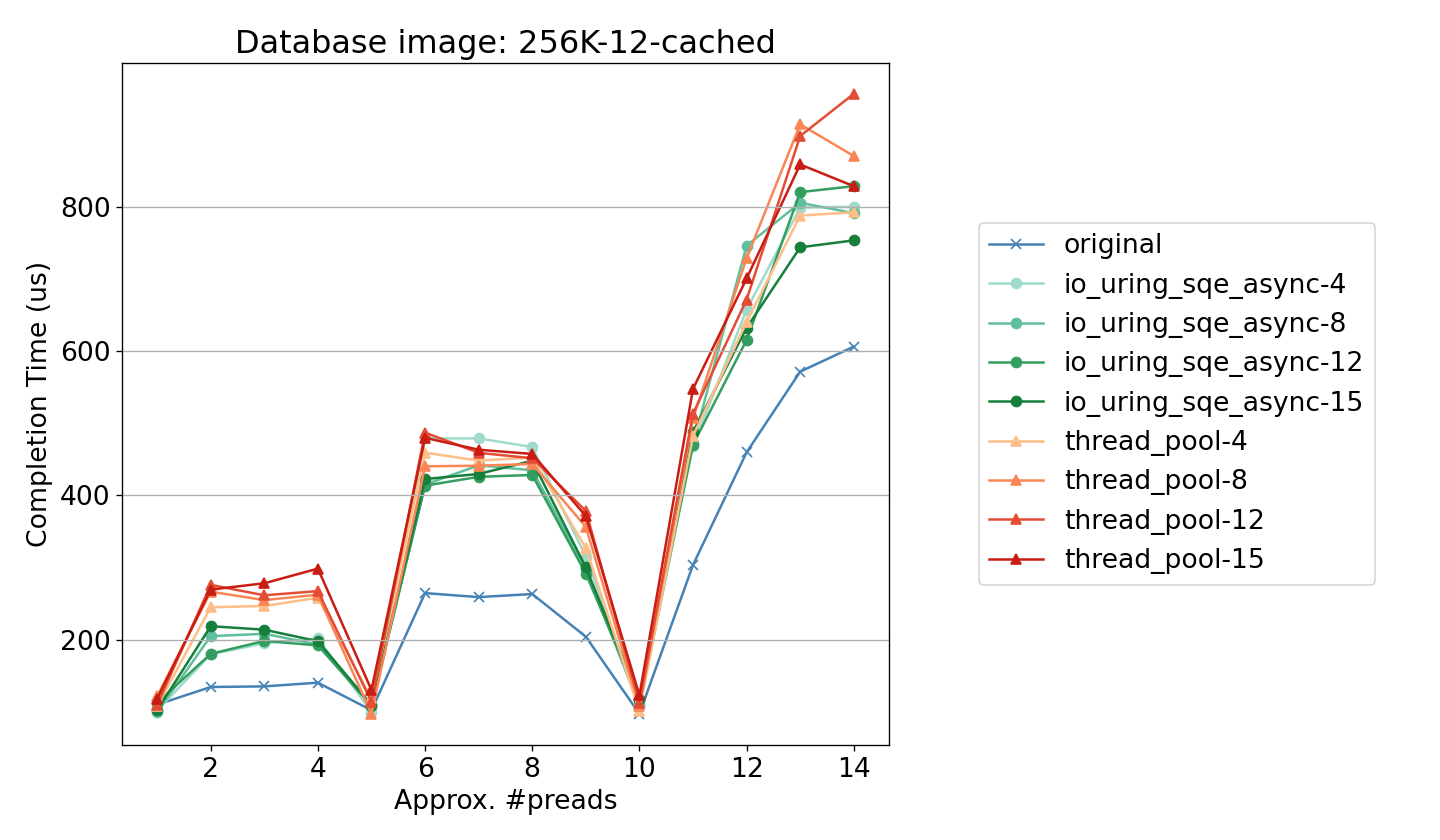 Database image: 256K-12-cached
Completion Time (us)
800
600
400
200
2 4 6 8 10 12 14
Approx. #preads
original
io_uring_sqe_async-4
io_uring_sqe_async-8
io_uring_sqe_async-12
io_uring_sqe_async-15
thread_pool-4
thread_pool-8
thread_pool-12
thread_pool-15